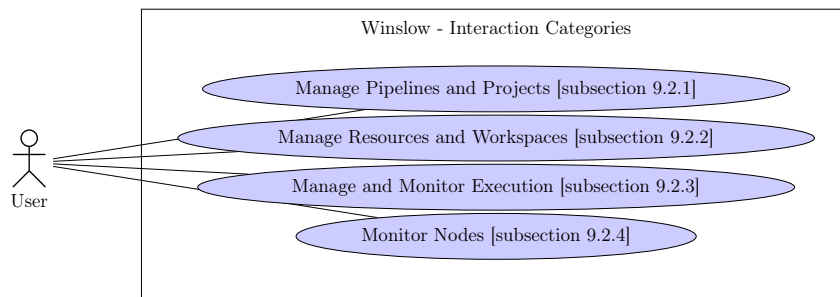 Winslow - Interaction Categories
Manage Pipelines and Projects [subsection 9.2.1]
Manage Resources and Workspaces [subsection 9.2.2]
Manage and Monitor Execution [subsection 9.2.3]
User
Monitor Nodes [subsection 9.2.4]